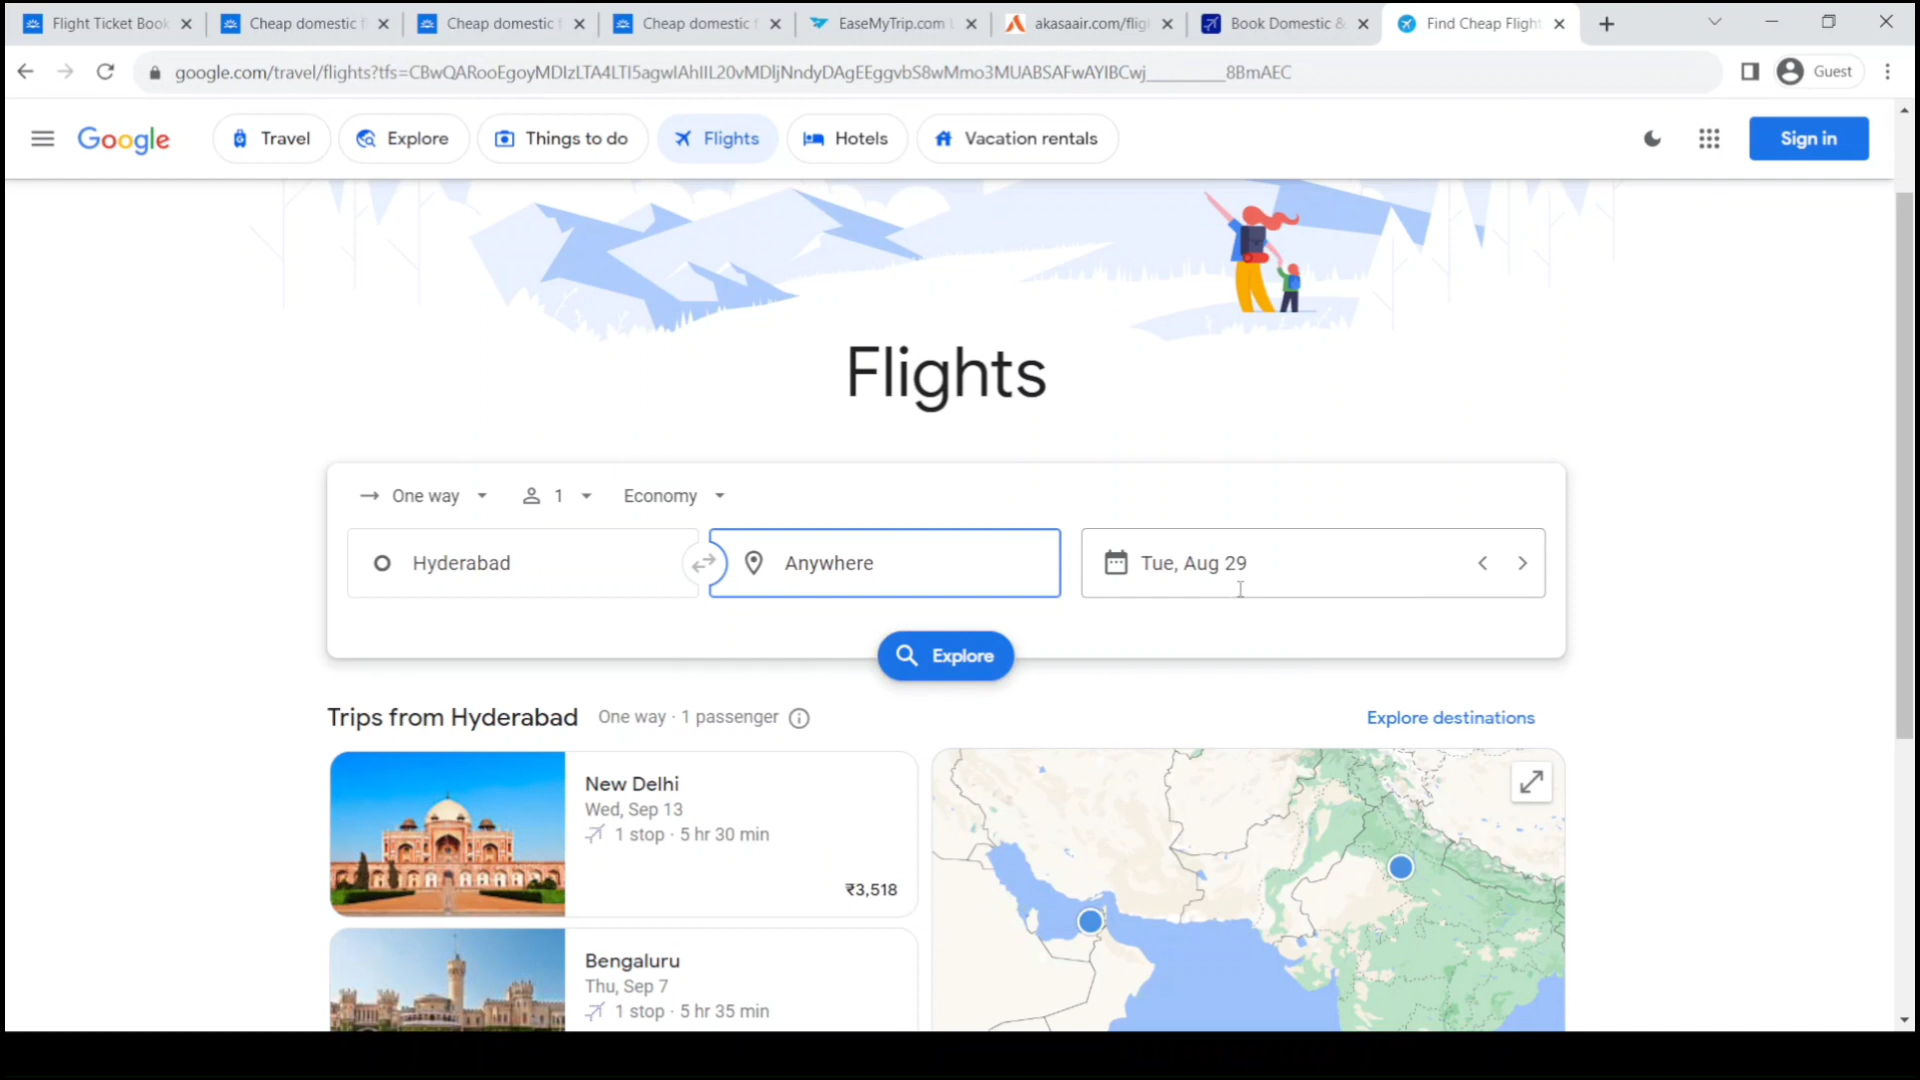 Flight Ticket Book
Cheap domestic f
Cheap domestic f
Cheap domestic f
EaseMyTrip.com
akasaair.com/flig
Book Domestic &
Find Cheap Flight
google.com/travel/flights?tfs=CBwQARooEgoyMDIzLTA4LTI5agwIAhIIL20vMDljNndyDAgEEggvbS8wMmo3MUABSAFwAYIBCwj_________8BmAEC
Guest
Google
Travel
Explore
Things to do
Flights
Hotels
Vacation rentals
Sign in
Flights
One way
1
Economy
Hyderabad
Anywhere
Tue, Aug 29
Explore
Trips from Hyderabad
One way · 1 passenger
Explore destinations
New Delhi
Wed, Sep 13
1 stop · 5 hr 30 min
₹3,518
Bengaluru
Thu, Sep 7
1 stop · 5 hr 35 min